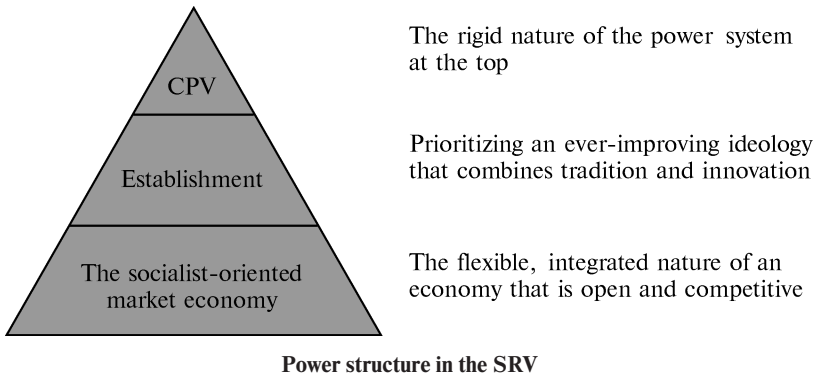 CPV
The rigid nature of the power system
at the top
Establishment
Prioritizing an ever-improving ideology
that combines tradition and innovation
The socialist-oriented
market economy
The flexible, integrated nature of an
economy that is open and competitive
Power structure in the SRV